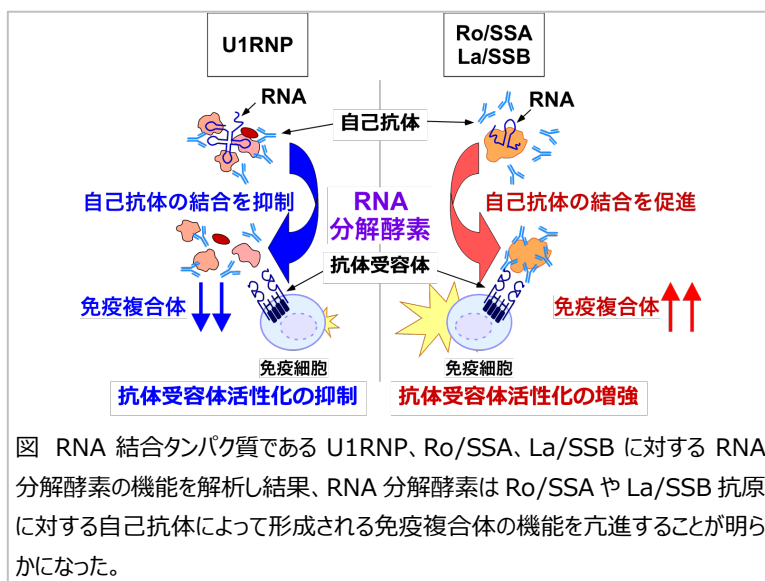 U1RNP
Ro/SSA
La/SSB
RNA
RNA
自己抗体
自己抗体の結合を抑制
RNA
分解酵素
自己抗体の結合を促進
抗体受容体
免疫複合体
免疫複合体
免疫細胞
免疫細胞
抗体受容体活性化の抑制
抗体受容体活性化の増強
図 RNA 結合タンパク質である U1RNP、Ro/SSA、La/SSB に対する RNA
分解酵素の機能を解析し結果、RNA 分解酵素は Ro/SSA や La/SSB 抗原
に対する自己抗体によって形成される免疫複合体の機能を亢進することが明ら
かになった。